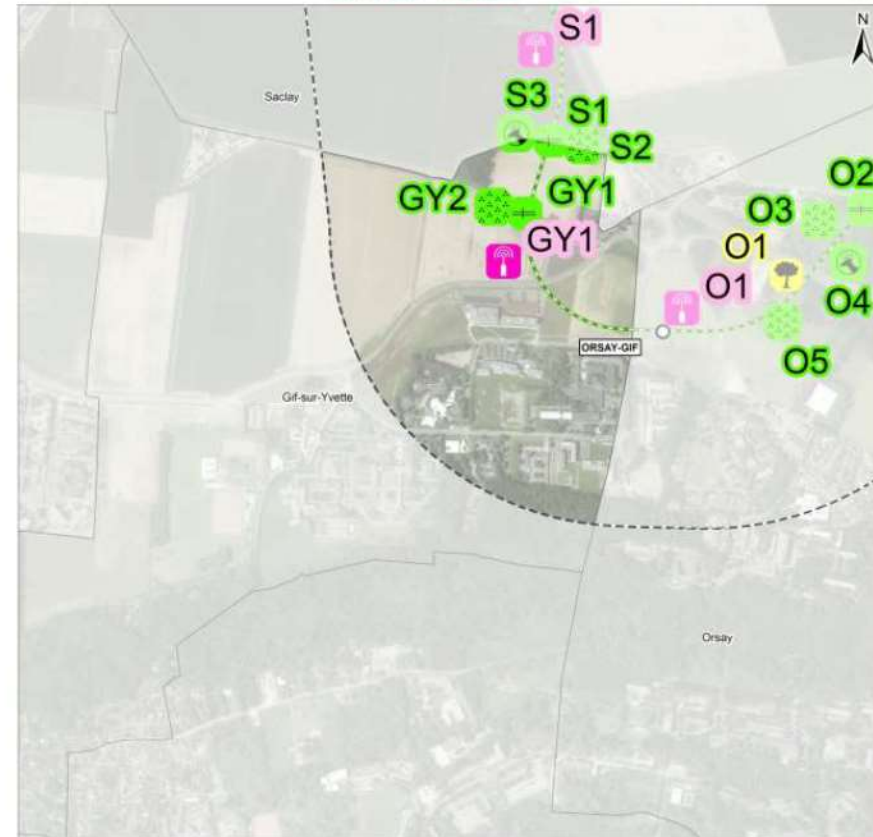 S1
N
Saclay
S3
S1
S2
GY2
GY1
O2
O3
GY1
O1
O1
O4
ORSAY-GIF
O5
Gif-sur-Yvette
Orsay